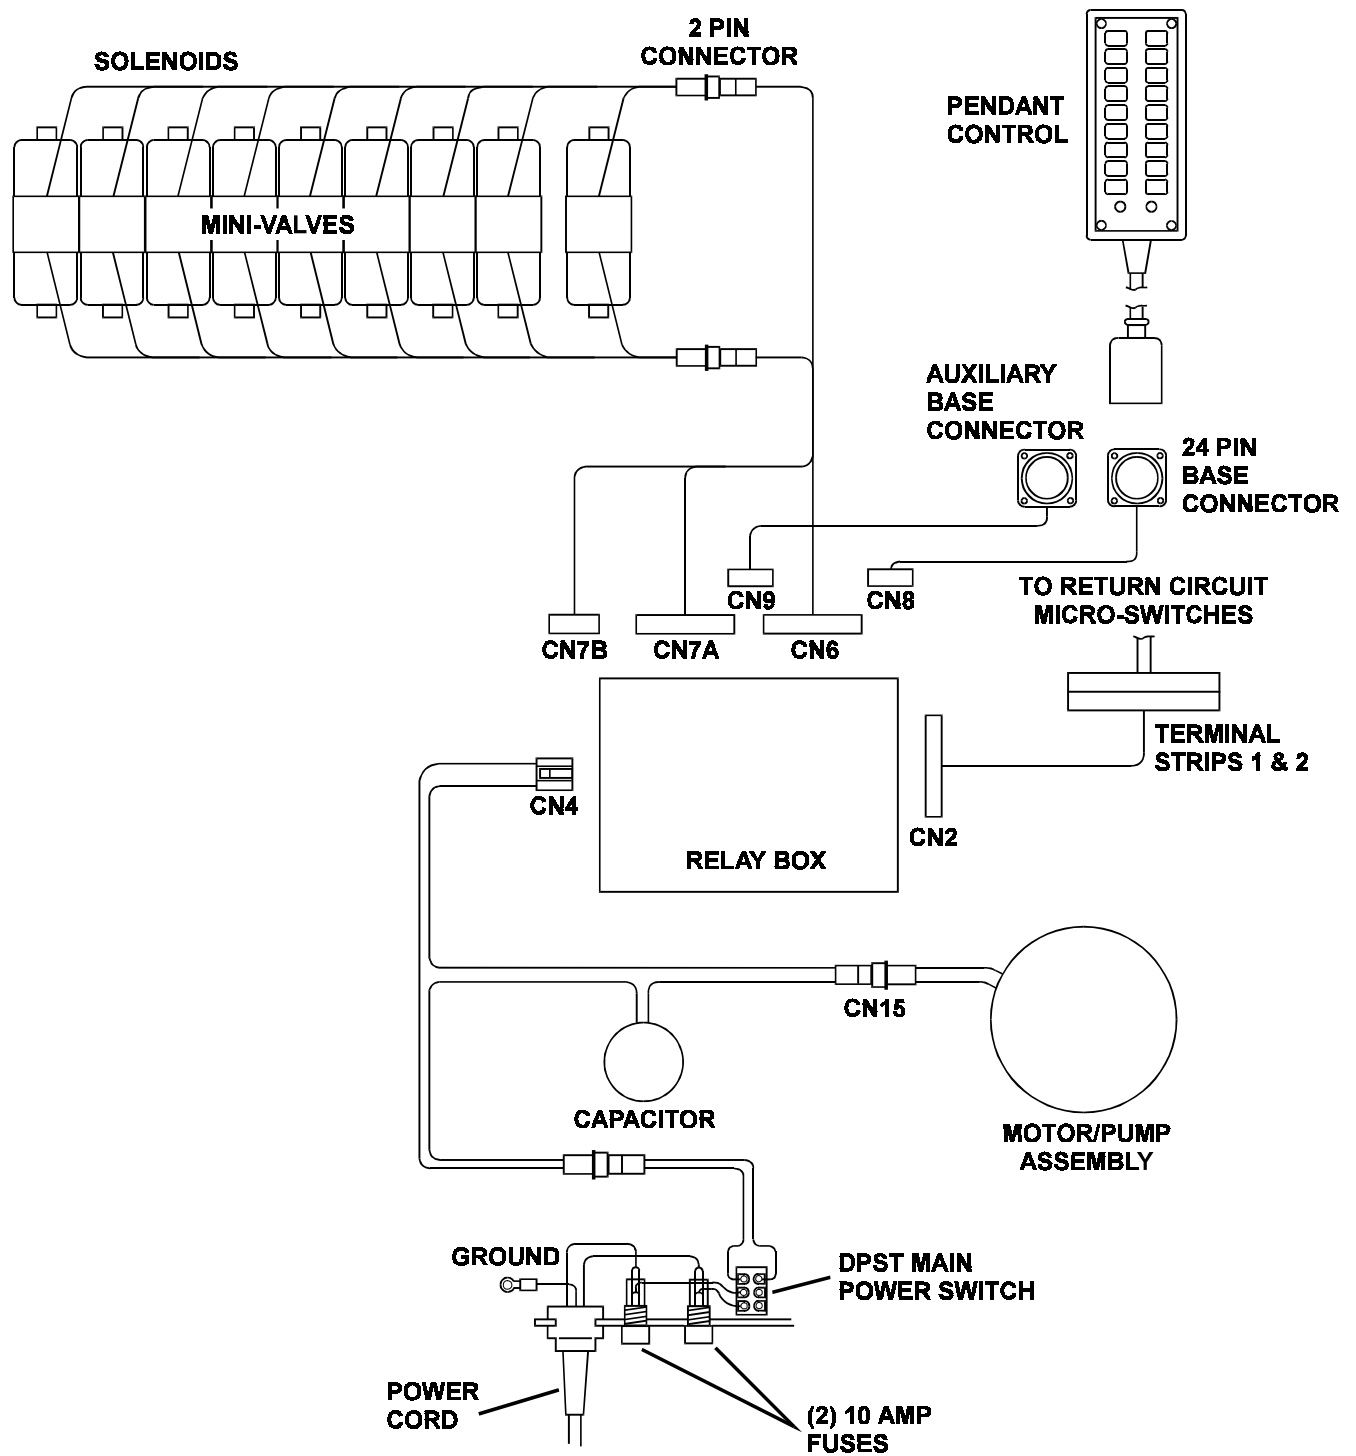 2 PIN
CONNECTOR
SOLENOIDS
PENDANT
CONTROL
MINI-VALVES
AUXILIARY
BASE
CONNECTOR
24 PIN
BASE
CONNECTOR
CN9
CN8
TO RETURN CIRCUIT
MICRO-SWITCHES
CN7B
CN7A
CN6
TERMINAL
STRIPS 1 & 2
CN4
CN2
RELAY BOX
CN15
CAPACITOR
MOTOR/PUMP
ASSEMBLY
GROUND
DPST MAIN
POWER SWITCH
POWER
CORD
(2) 10 AMP
FUSES